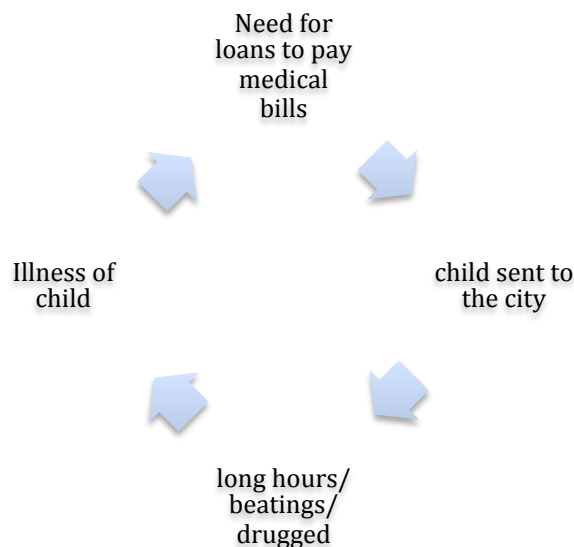 Need for
loans to pay
medical
bills
child sent to
the city
long hours/
beatings/
drugged
Illness of
child